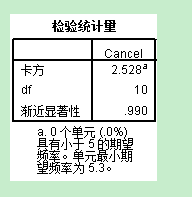 检验统计量
Cancel
卡方 2.528a
df 10
渐近显著性 .990
a. 0 个单元 (.0%)
具有小于 5 的期望
频率。单元最小期
望频率为 5.3。